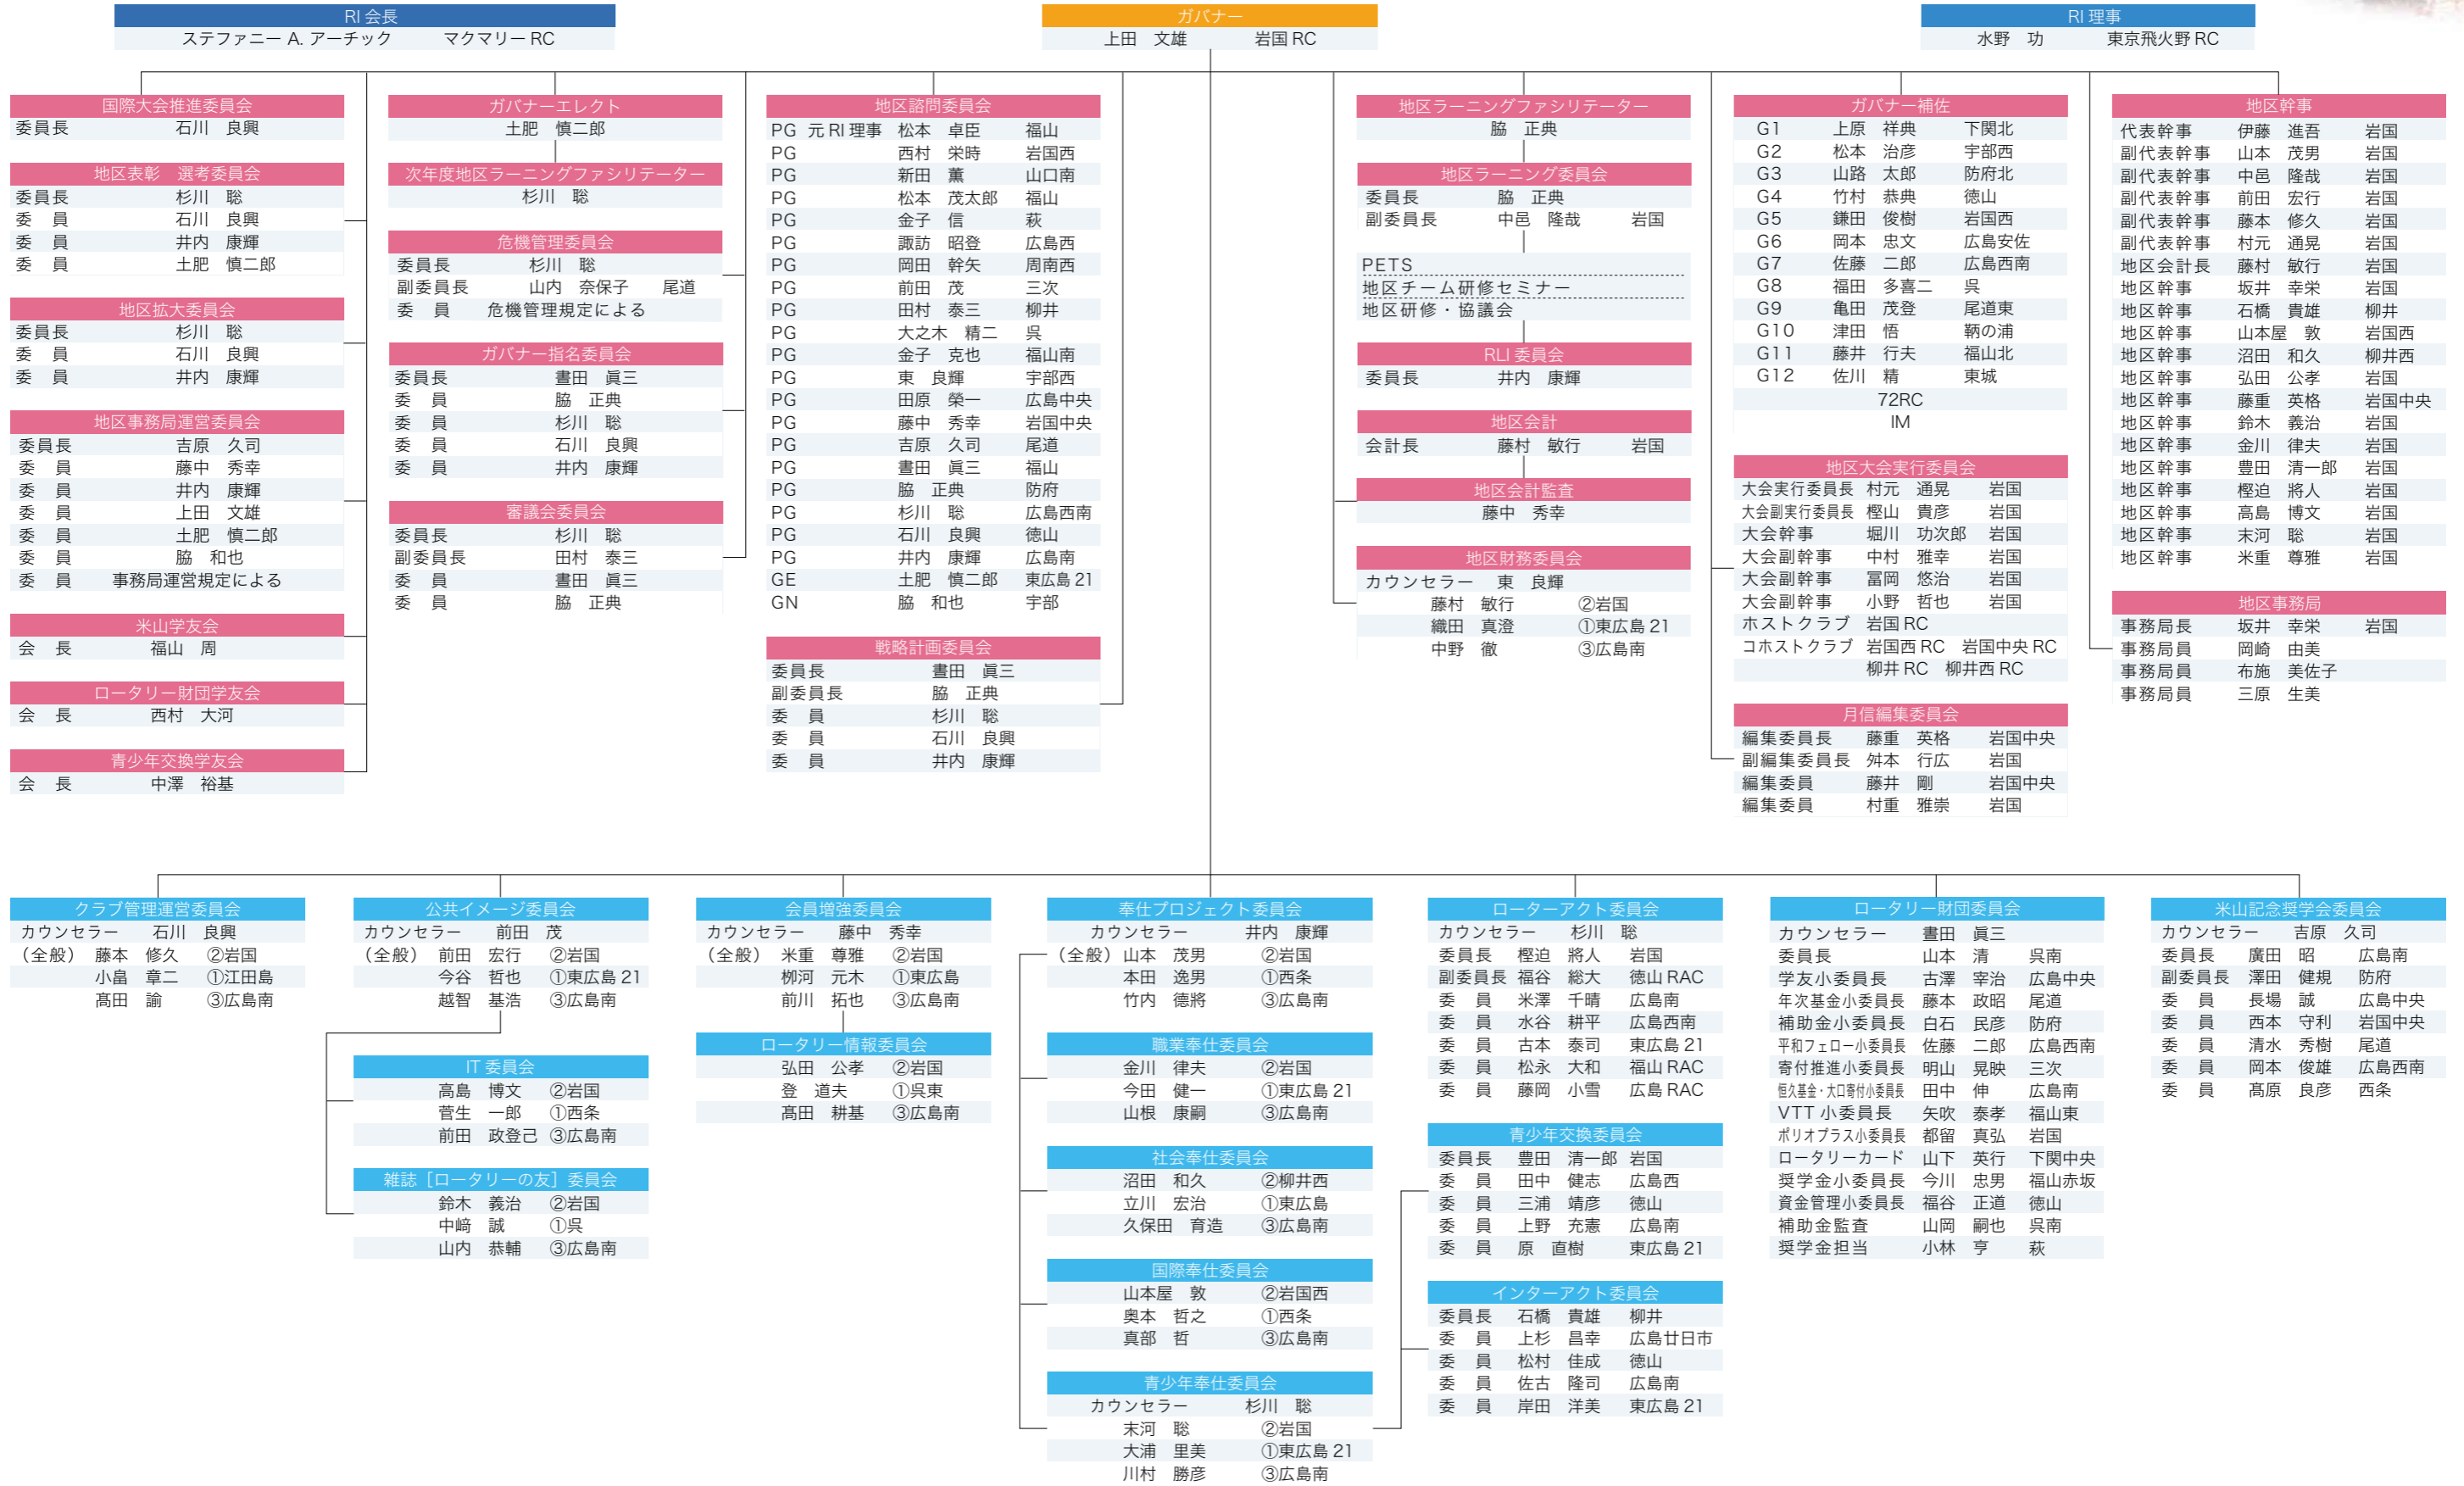 RI 会長
ステファニー A. アーチック　マクマリー RC
ガバナー
上田　文雄　岩国 RC
RI 理事
水野　功　東京飛火野 RC
国際大会推進委員会
委員長　石川　良興
地区表彰　選考委員会
委員長　杉川　聡
委　員　石川　良興
委　員　井内　康輝
委　員　土肥　慎二郎
地区拡大委員会
委員長　杉川　聡
委　員　石川　良興
委　員　井内　康輝
地区事務局運営委員会
委員長　吉原　久司
委　員　藤中　秀幸
委　員　井内　康輝
委　員　上田　文雄
委　員　土肥　慎二郎
委　員　脇　和也
委　員　事務局運営規定による
米山学友会
会　長　福山　周
ロータリー財団学友会
会　長　西村　大河
青少年交換学友会
会　長　中澤　裕基
ガバナーエレクト
土肥　慎二郎
次年度地区ラーニングファシリテーター
杉川　聡
危機管理委員会
委員長　杉川　聡
副委員長　山内　奈保子　尾道
委　員　危機管理規定による
ガバナー指名委員会
委員長　晝田　眞三
委　員　脇　正典
委　員　杉川　聡
委　員　石川　良興
委　員　井内　康輝
審議会委員会
委員長　杉川　聡
副委員長　田村　泰三
委　員　晝田　眞三
委　員　脇　正典
地区諮問委員会
PG　元 RI 理事　松本　卓臣　福山
PG　西村　栄時　岩国西
PG　新田　薫　山口南
PG　松本　茂太郎　福山
PG　金子　信　萩
PG　諏訪　昭登　広島西
PG　岡田　幹矢　周南西
PG　前田　茂　三次
PG　田村　泰三　柳井
PG　大之木　精二　呉
PG　金子　克也　福山南
PG　東　良輝　宇部西
PG　田原　榮一　広島中央
PG　藤中　秀幸　岩国中央
PG　吉原　久司　尾道
PG　晝田　眞三　福山
PG　脇　正典　防府
PG　杉川　聡　広島西南
PG　石川　良興　徳山
PG　井内　康輝　広島南
GE　土肥　慎二郎　東広島 21
GN　脇　和也　宇部
戦略計画委員会
委員長　晝田　眞三
副委員長　脇　正典
委　員　杉川　聡
委　員　石川　良興
委　員　井内　康輝
地区ラーニングファシリテーター
脇　正典
地区ラーニング委員会
委員長　脇　正典
副委員長　中邑　隆哉　岩国
PETS
地区チーム研修セミナー
地区研修・協議会
RLI 委員会
委員長　井内　康輝
地区会計
会計長　藤村　敏行　岩国
地区会計監査
藤中　秀幸
地区財務委員会
カウンセラー　東　良輝
藤村　敏行　②岩国
織田　真澄　①東広島 21
中野　徹　③広島南
ガバナー補佐
G1　上原　祥典　下関北
G2　松本　治彦　宇部西
G3　山路　太郎　防府北
G4　竹村　恭典　徳山
G5　鎌田　俊樹　岩国西
G6　岡本　忠文　広島安佐
G7　佐藤　二郎　広島西南
G8　福田　多喜二　呉
G9　亀田　茂登　尾道東
G10　津田　悟　鞆の浦
G11　藤井　行夫　福山北
G12　佐川　精　東城
72RC
IM
地区大会実行委員会
大会実行委員長　村元　通晃　岩国
大会副実行委員長　樫山　貴彦　岩国
大会幹事　堀川　功次郎　岩国
大会副幹事　中村　雅幸　岩国
大会副幹事　冨岡　悠治　岩国
大会副幹事　小野　哲也　岩国
ホストクラブ　岩国 RC
コホストクラブ　岩国西 RC　岩国中央 RC
柳井 RC　柳井西 RC
月信編集委員会
編集委員長　藤重　英格　岩国中央
副編集委員長　舛本　行広　岩国
編集委員　藤井　剛　岩国中央
編集委員　村重　雅崇　岩国
地区幹事
代表幹事　伊藤　進吾　岩国
副代表幹事　山本　茂男　岩国
副代表幹事　中邑　隆哉　岩国
副代表幹事　前田　宏行　岩国
副代表幹事　藤本　修久　岩国
副代表幹事　村元　通晃　岩国
地区会計長　藤村　敏行　岩国
地区幹事　坂井　幸栄　岩国
地区幹事　石橋　貴雄　柳井
地区幹事　山本屋　敦　岩国西
地区幹事　沼田　和久　柳井西
地区幹事　弘田　公孝　岩国
地区幹事　藤重　英格　岩国中央
地区幹事　鈴木　義治　岩国
地区幹事　金川　律夫　岩国
地区幹事　豊田　清一郎　岩国
地区幹事　樫迫　將人　岩国
地区幹事　高島　博文　岩国
地区幹事　末河　聡　岩国
地区幹事　米重　尊雅　岩国
地区事務局
事務局長　坂井　幸栄　岩国
事務局員　岡崎　由美
事務局員　布施　美佐子
事務局員　三原　生美
クラブ管理運営委員会
カウンセラー　石川　良興
（全般）　藤本　修久　②岩国
小畠　章二　①江田島
髙田　諭　③広島南
公共イメージ委員会
カウンセラー　前田　茂
（全般）　前田　宏行　②岩国
今谷　哲也　①東広島 21
越智　基浩　③広島南
IT 委員会
高島　博文　②岩国
菅生　一郎　①西条
前田　政登己　③広島南
雑誌［ロータリーの友］委員会
鈴木　義治　②岩国
中﨑　誠　①呉
山内　恭輔　③広島南
会員増強委員会
カウンセラー　藤中　秀幸
（全般）　米重　尊雅　②岩国
栁河　元木　①東広島
前川　拓也　③広島南
ロータリー情報委員会
弘田　公孝　②岩国
登　道夫　①呉東
髙田　耕基　③広島南
奉仕プロジェクト委員会
カウンセラー　井内　康輝
（全般）山本　茂男　②岩国
本田　逸男　①西条
竹内　德將　③広島南
職業奉仕委員会
金川　律夫　②岩国
今田　健一　①東広島 21
山根　康嗣　③広島南
社会奉仕委員会
沼田　和久　②柳井西
立川　宏治　①東広島
久保田　育造　③広島南
国際奉仕委員会
山本屋　敦　②岩国西
奥本　哲之　①西条
真部　哲　③広島南
青少年奉仕委員会
カウンセラー　杉川　聡
末河　聡　②岩国
大浦　里美　①東広島 21
川村　勝彦　③広島南
ローターアクト委員会
カウンセラー　杉川　聡
委員長　樫迫　將人　岩国
副委員長　福谷　総大　徳山 RAC
委　員　米澤　千晴　広島南
委　員　水谷　耕平　広島西南
委　員　古本　泰司　東広島 21
委　員　松永　大和　福山 RAC
委　員　藤岡　小雪　広島 RAC
青少年交換委員会
委員長　豊田　清一郎　岩国
委　員　田中　健志　広島西
委　員　三浦　靖彦　徳山
委　員　上野　充憲　広島南
委　員　原　直樹　東広島 21
インターアクト委員会
委員長　石橋　貴雄　柳井
委　員　上杉　昌幸　広島廿日市
委　員　松村　佳成　徳山
委　員　佐古　隆司　広島南
委　員　岸田　洋美　東広島 21
ロータリー財団委員会
カウンセラー　晝田　眞三
委員長　山本　清　呉南
学友小委員長　古澤　宰治　広島中央
年次基金小委員長　藤本　政昭　尾道
補助金小委員長　白石　民彦　防府
平和フェロー小委員長　佐藤　二郎　広島西南
寄付推進小委員長　明山　晃映　三次
恒久基金・大口寄付小委員長　田中　伸　広島南
VTT 小委員長　矢吹　泰孝　福山東
ポリオプラス小委員長　都留　真弘　岩国
ロータリーカード　山下　英行　下関中央
奨学金小委員長　今川　忠男　福山赤坂
資金管理小委員長　福谷　正道　徳山
補助金監査　山岡　嗣也　呉南
奨学金担当　小林　亨　萩
米山記念奨学会委員会
カウンセラー　吉原　久司
委員長　廣田　昭　広島南
副委員長　澤田　健規　防府
委　員　長場　誠　広島中央
委　員　西本　守利　岩国中央
委　員　清水　秀樹　尾道
委　員　岡本　俊雄　広島西南
委　員　髙原　良彦　西条